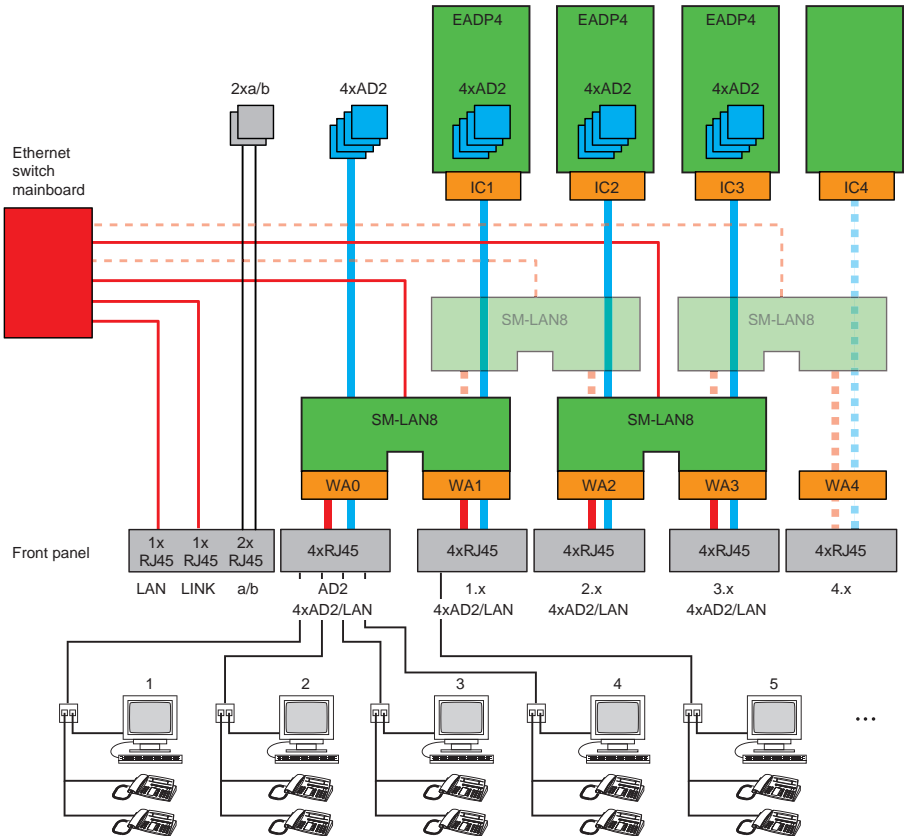 EADP4 EADP4 EADP4
2xa/b 4xAD2 4xAD2 4xAD2 4xAD2
Ethernet
switch
mainboard
IC1 IC2 IC3 IC4
SM-LAN8 SM-LAN8
SM-LAN8 SM-LAN8
WA0 WA1 WA2 WA3 WA4
Front panel
1x 1x 2x
RJ45 RJ45 RJ45
4xRJ45 4xRJ45 4xRJ45 4xRJ45 4xRJ45
LAN LINK a/b AD2 1.x 2.x 3.x 4.x
4xAD2/LAN 4xAD2/LAN 4xAD2/LAN 4xAD2/LAN
1 2 3 4 5
...